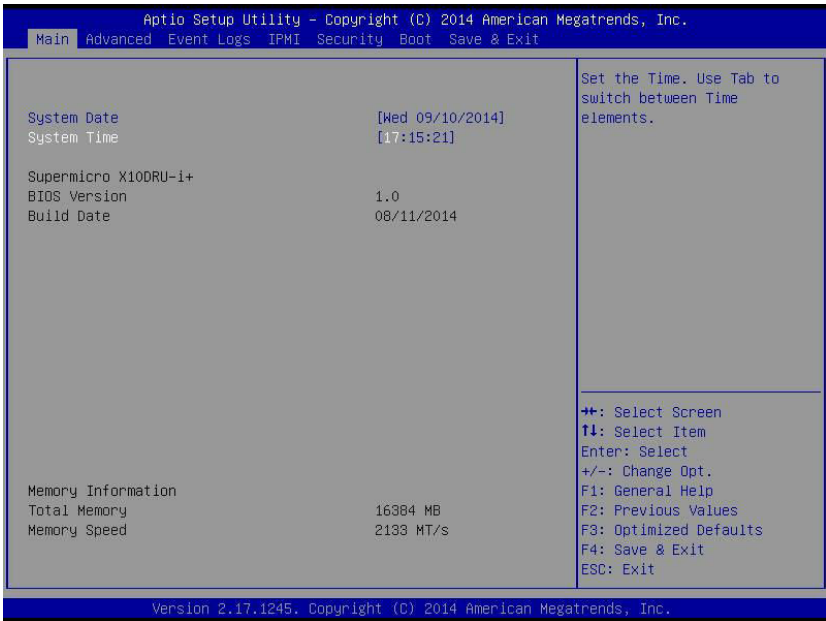 Aptio Setup Utility - Copyright (C) 2014 American Megatrends, Inc.
Main Advanced Event Logs IPMI Security Boot Save & Exit
System Date [Wed 09/10/2014]
System Time [17:15:21]
Supermicro X10DRU-i+
BIOS Version 1.0
Build Date 08/11/2014
Memory Information
Total Memory 16384 MB
Memory Speed 2133 MT/s
Set the Time. Use Tab to
switch between Time
elements.
→←: Select Screen
↑↓: Select Item
Enter: Select
+/-: Change Opt.
F1: General Help
F2: Previous Values
F3: Optimized Defaults
F4: Save & Exit
ESC: Exit
Version 2.17.1245. Copyright (C) 2014 American Megatrends, Inc.